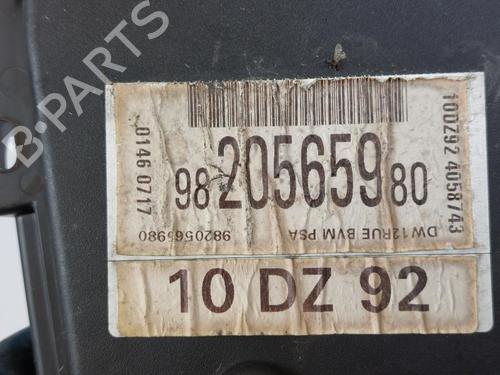 B-PARTS
0146 0717
98 205659 80
9820565980
DW12RUE BVM PSA
10DZ92 4058743
10 DZ 92